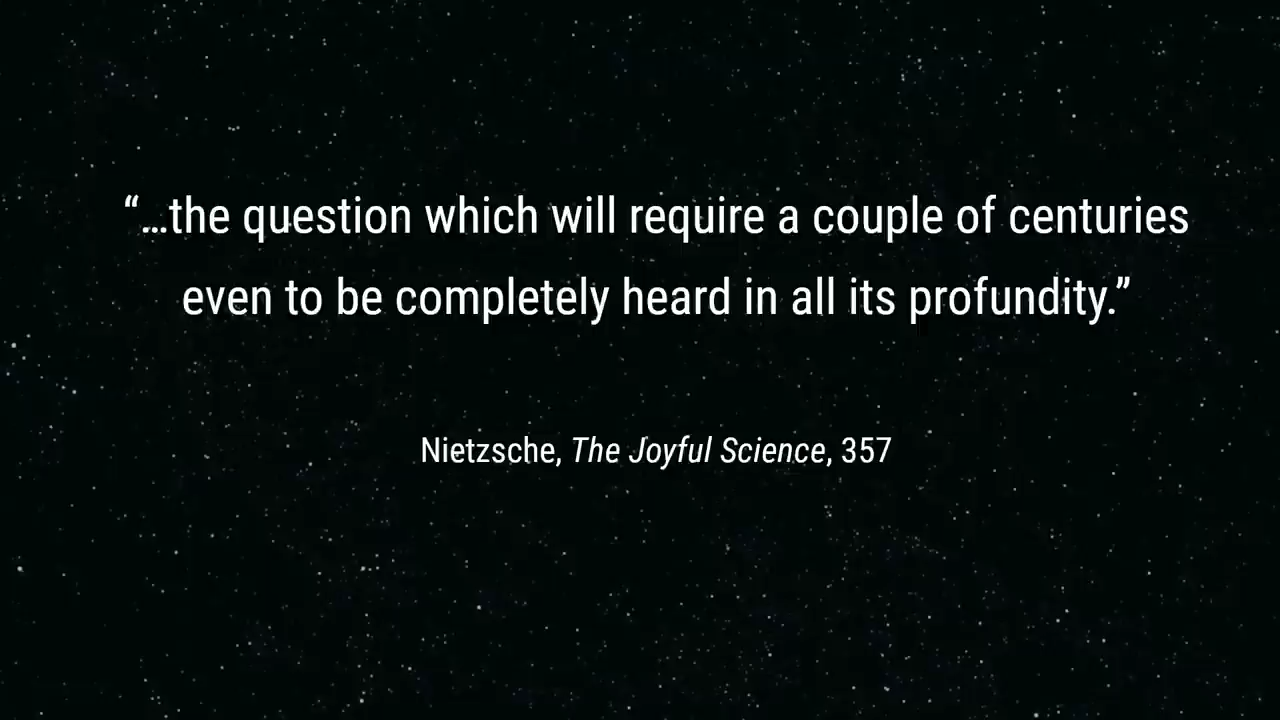 “…the question which will require a couple of centuries
even to be completely heard in all its profundity.”
Nietzsche, The Joyful Science, 357